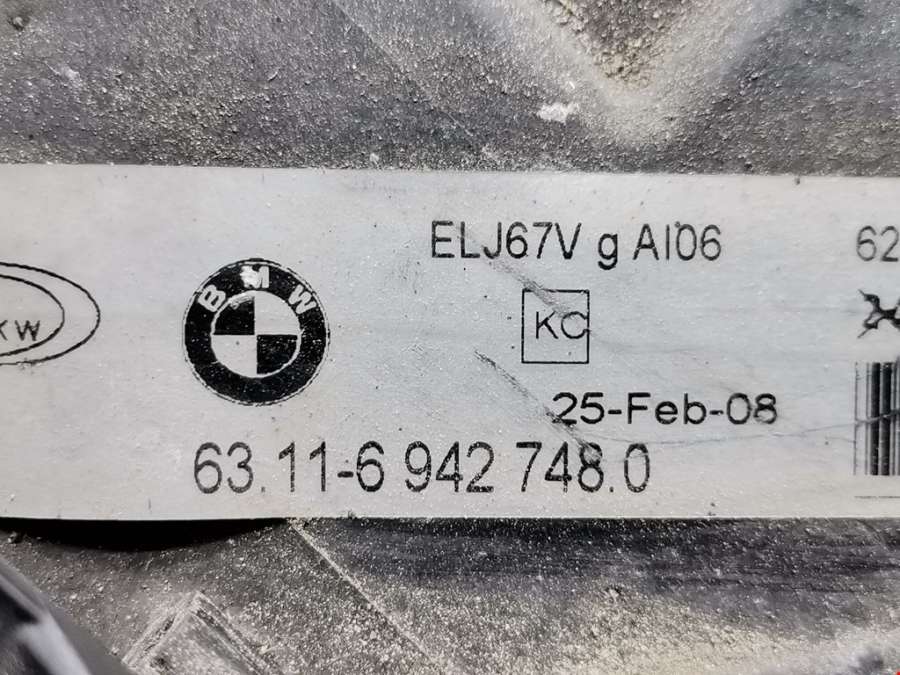 ELJ67V g AI06
62
KW
BMW
KC
25-Feb-08
63.11-6 942 748.0